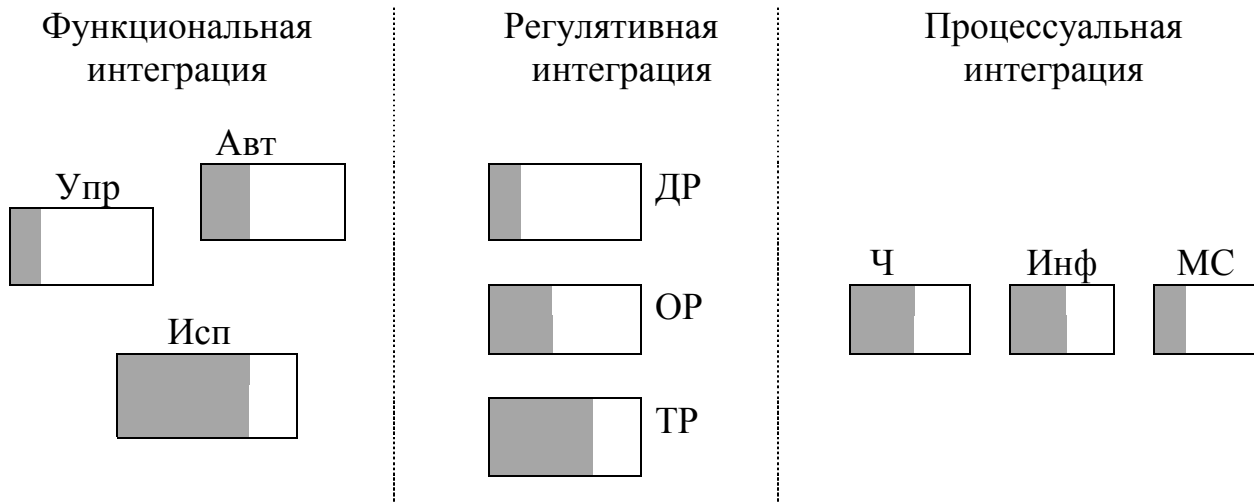 Функциональная
интеграция
Регулятивная
интеграция
Процессуальная
интеграция
Авт
Упр
Исп
ДР
ОР
ТР
Ч
Инф
МС